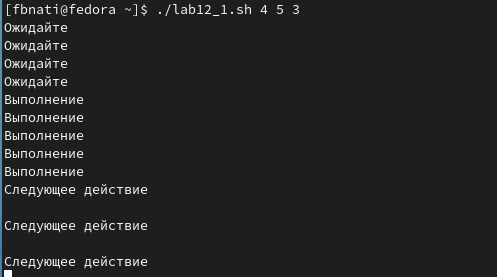 [fbnati@fedora ~]$ ./lab12_1.sh 4 5 3
Ожидайте
Ожидайте
Ожидайте
Ожидайте
Выполнение
Выполнение
Выполнение
Выполнение
Выполнение
Следующее действие
Следующее действие
Следующее действие